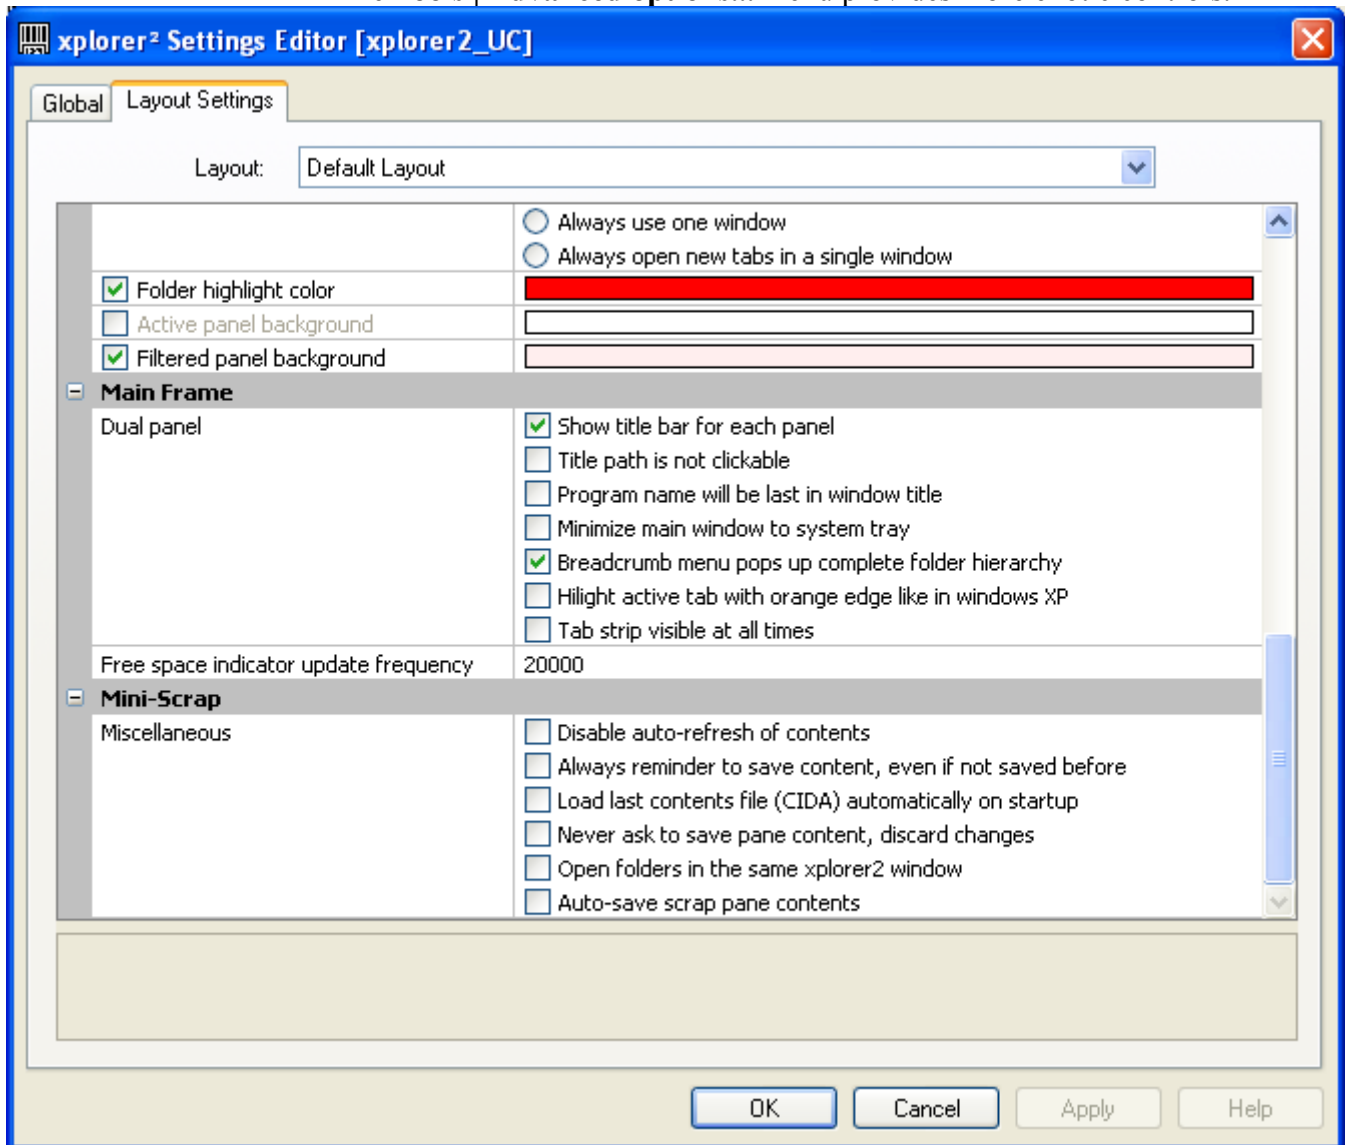 xplorer² Settings Editor [xplorer2_UC]
Global Layout Settings
Layout: Default Layout
Always use one window
Always open new tabs in a single window
Folder highlight color
Active panel background
Filtered panel background
Main Frame
Dual panel Show title bar for each panel
Title path is not clickable
Program name will be last in window title
Minimize main window to system tray
Breadcrumb menu pops up complete folder hierarchy
Hilight active tab with orange edge like in windows XP
Tab strip visible at all times
Free space indicator update frequency 20000
Mini-Scrap
Miscellaneous Disable auto-refresh of contents
Always reminder to save content, even if not saved before
Load last contents file (CIDA) automatically on startup
Never ask to save pane content, discard changes
Open folders in the same xplorer2 window
Auto-save scrap pane contents
OK Cancel Apply Help